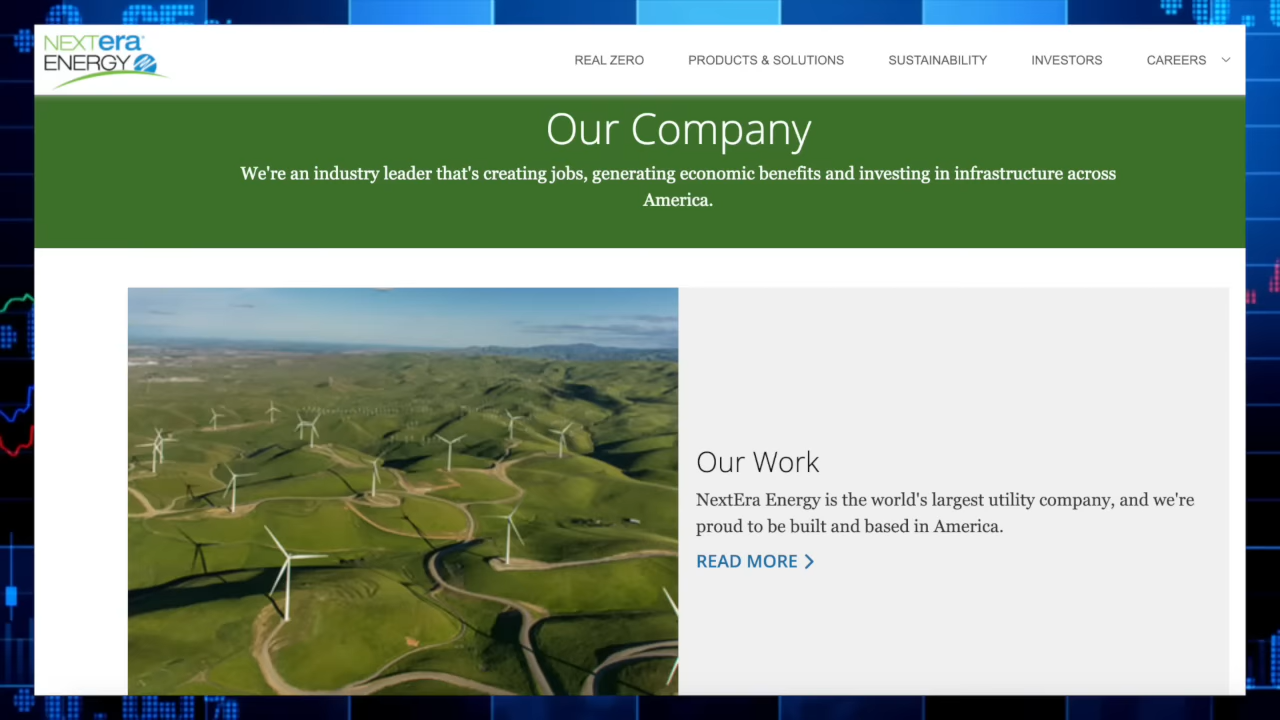 NEXTera
ENERGY
REAL ZERO
PRODUCTS & SOLUTIONS
SUSTAINABILITY
INVESTORS
CAREERS
Our Company
We're an industry leader that's creating jobs, generating economic benefits and investing in infrastructure across
America.
Our Work
NextEra Energy is the world's largest utility company, and we're
proud to be built and based in America.
READ MORE